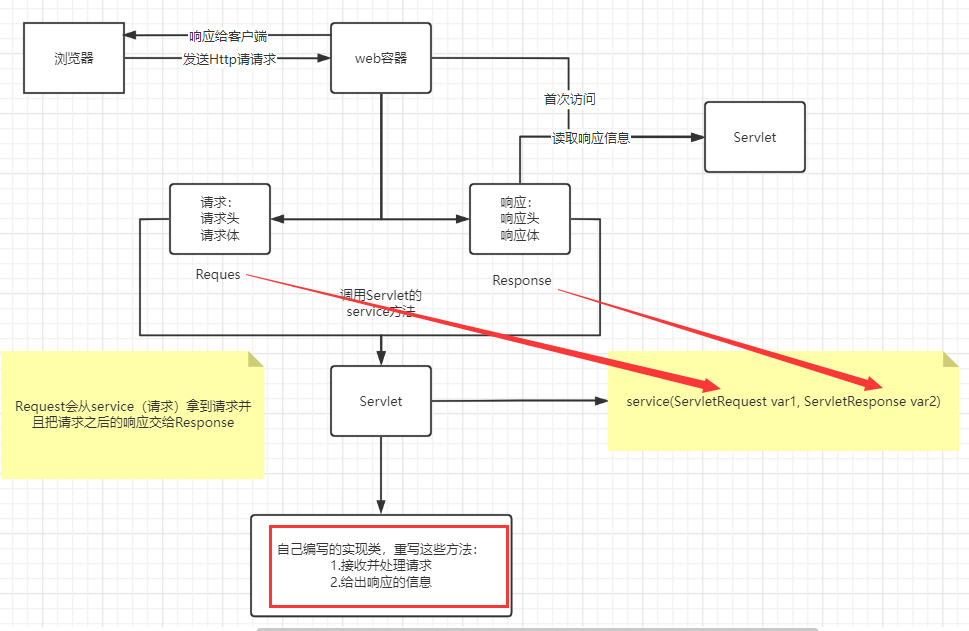 浏览器
响应给客户端
发送Http请请求
web容器
首次访问
读取响应信息
Servlet
请求：
请求头
请求体
响应：
响应头
响应体
Reques
Response
调用Servlet的
service方法
Request会从service（请求）拿到请求并
且把请求之后的响应交给Response
Servlet
service(ServletRequest var1, ServletResponse var2)
自己编写的实现类，重写这些方法：
1.接收并处理请求
2.给出响应的信息